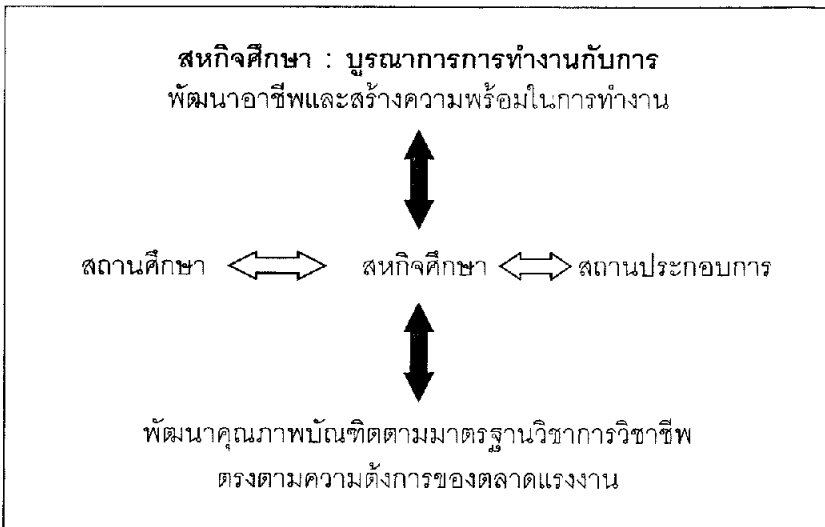 สหกิจศึกษา : บูรณาการการทำงานกับการ
พัฒนาอาชีพและสร้างความพร้อมในการทำงาน
สถานศึกษา สหกิจศึกษา สถานประกอบการ
พัฒนาคุณภาพบัณฑิตตามมาตรฐานวิชาการวิชาชีพ
ตรงตามความต้งการของตลาดแรงงาน